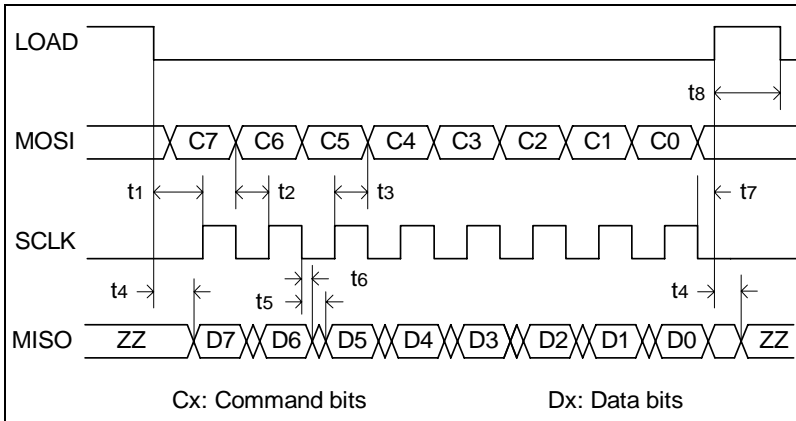 LOAD
t8
MOSI C7 C6 C5 C4 C3 C2 C1 C0
t1 t2 t3 t7
SCLK
t4 t5 t6 t4
MISO ZZ D7 D6 D5 D4 D3 D2 D1 D0 ZZ
Cx: Command bits Dx: Data bits